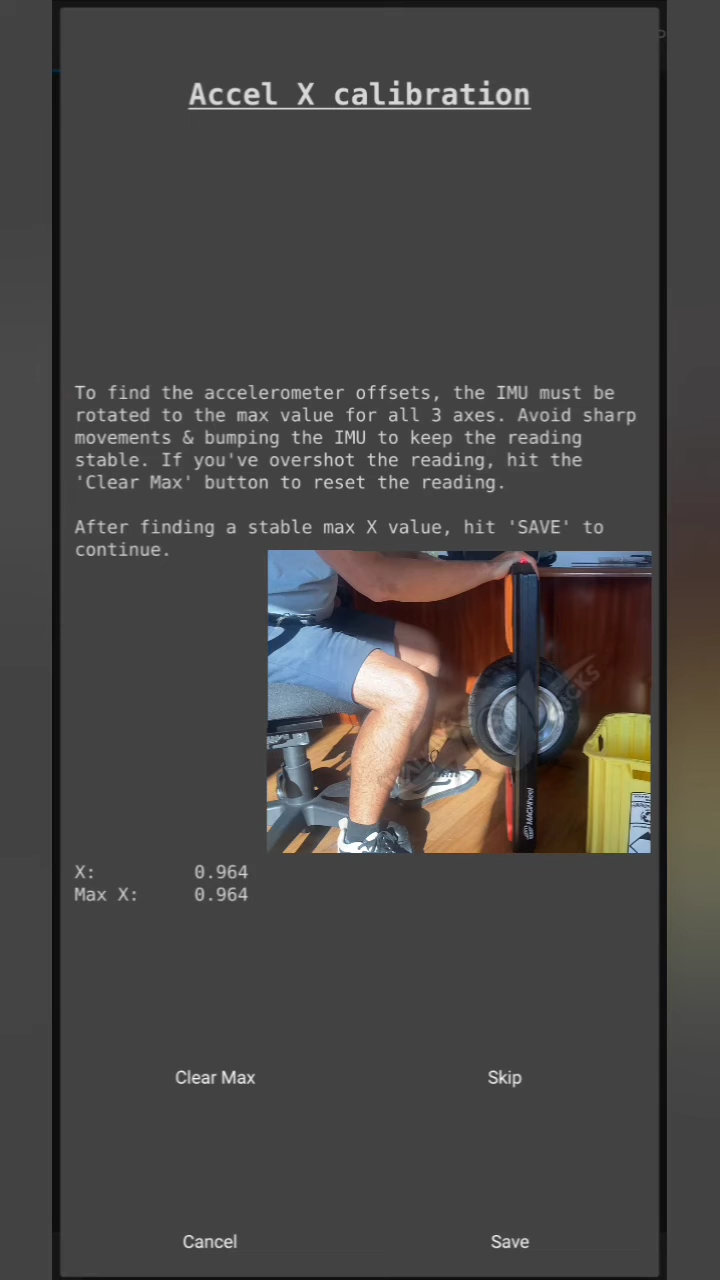 Accel X calibration
To find the accelerometer offsets, the IMU must be
rotated to the max value for all 3 axes. Avoid sharp
movements & bumping the IMU to keep the reading
stable. If you've overshot the reading, hit the
'Clear Max' button to reset the reading.
After finding a stable max X value, hit 'SAVE' to
continue.
MAGWheel
X: 0.964
Max X: 0.964
Clear Max Skip
Cancel Save